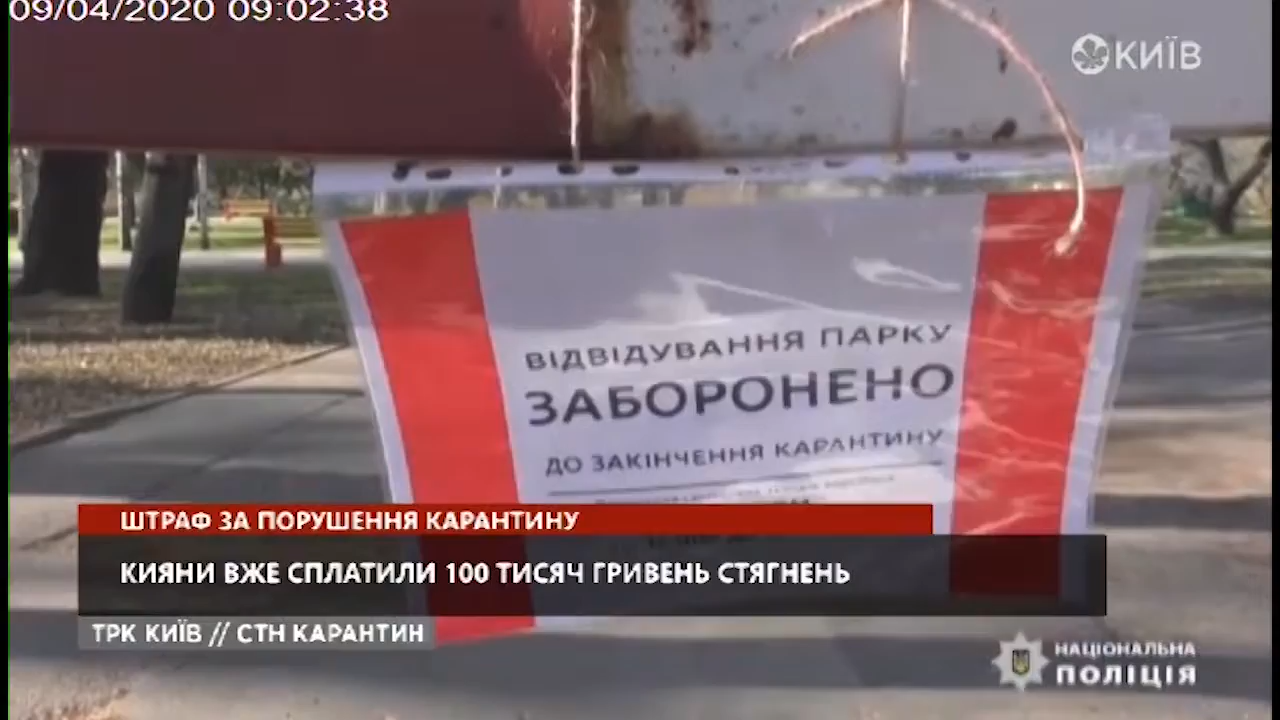 09/04/2020 09:02:38
КИЇВ
ВІДВІДУВАННЯ ПАРКУ
ЗАБОРОНЕНО
ДО ЗАКІНЧЕННЯ КАРАНТИНУ
ШТРАФ ЗА ПОРУШЕННЯ КАРАНТИНУ
КИЯНИ ВЖЕ СПЛАТИЛИ 100 ТИСЯЧ ГРИВЕНЬ СТЯГНЕНЬ
ТРК КИЇВ // СТН КАРАНТИН
НАЦІОНАЛЬНА
ПОЛІЦІЯ